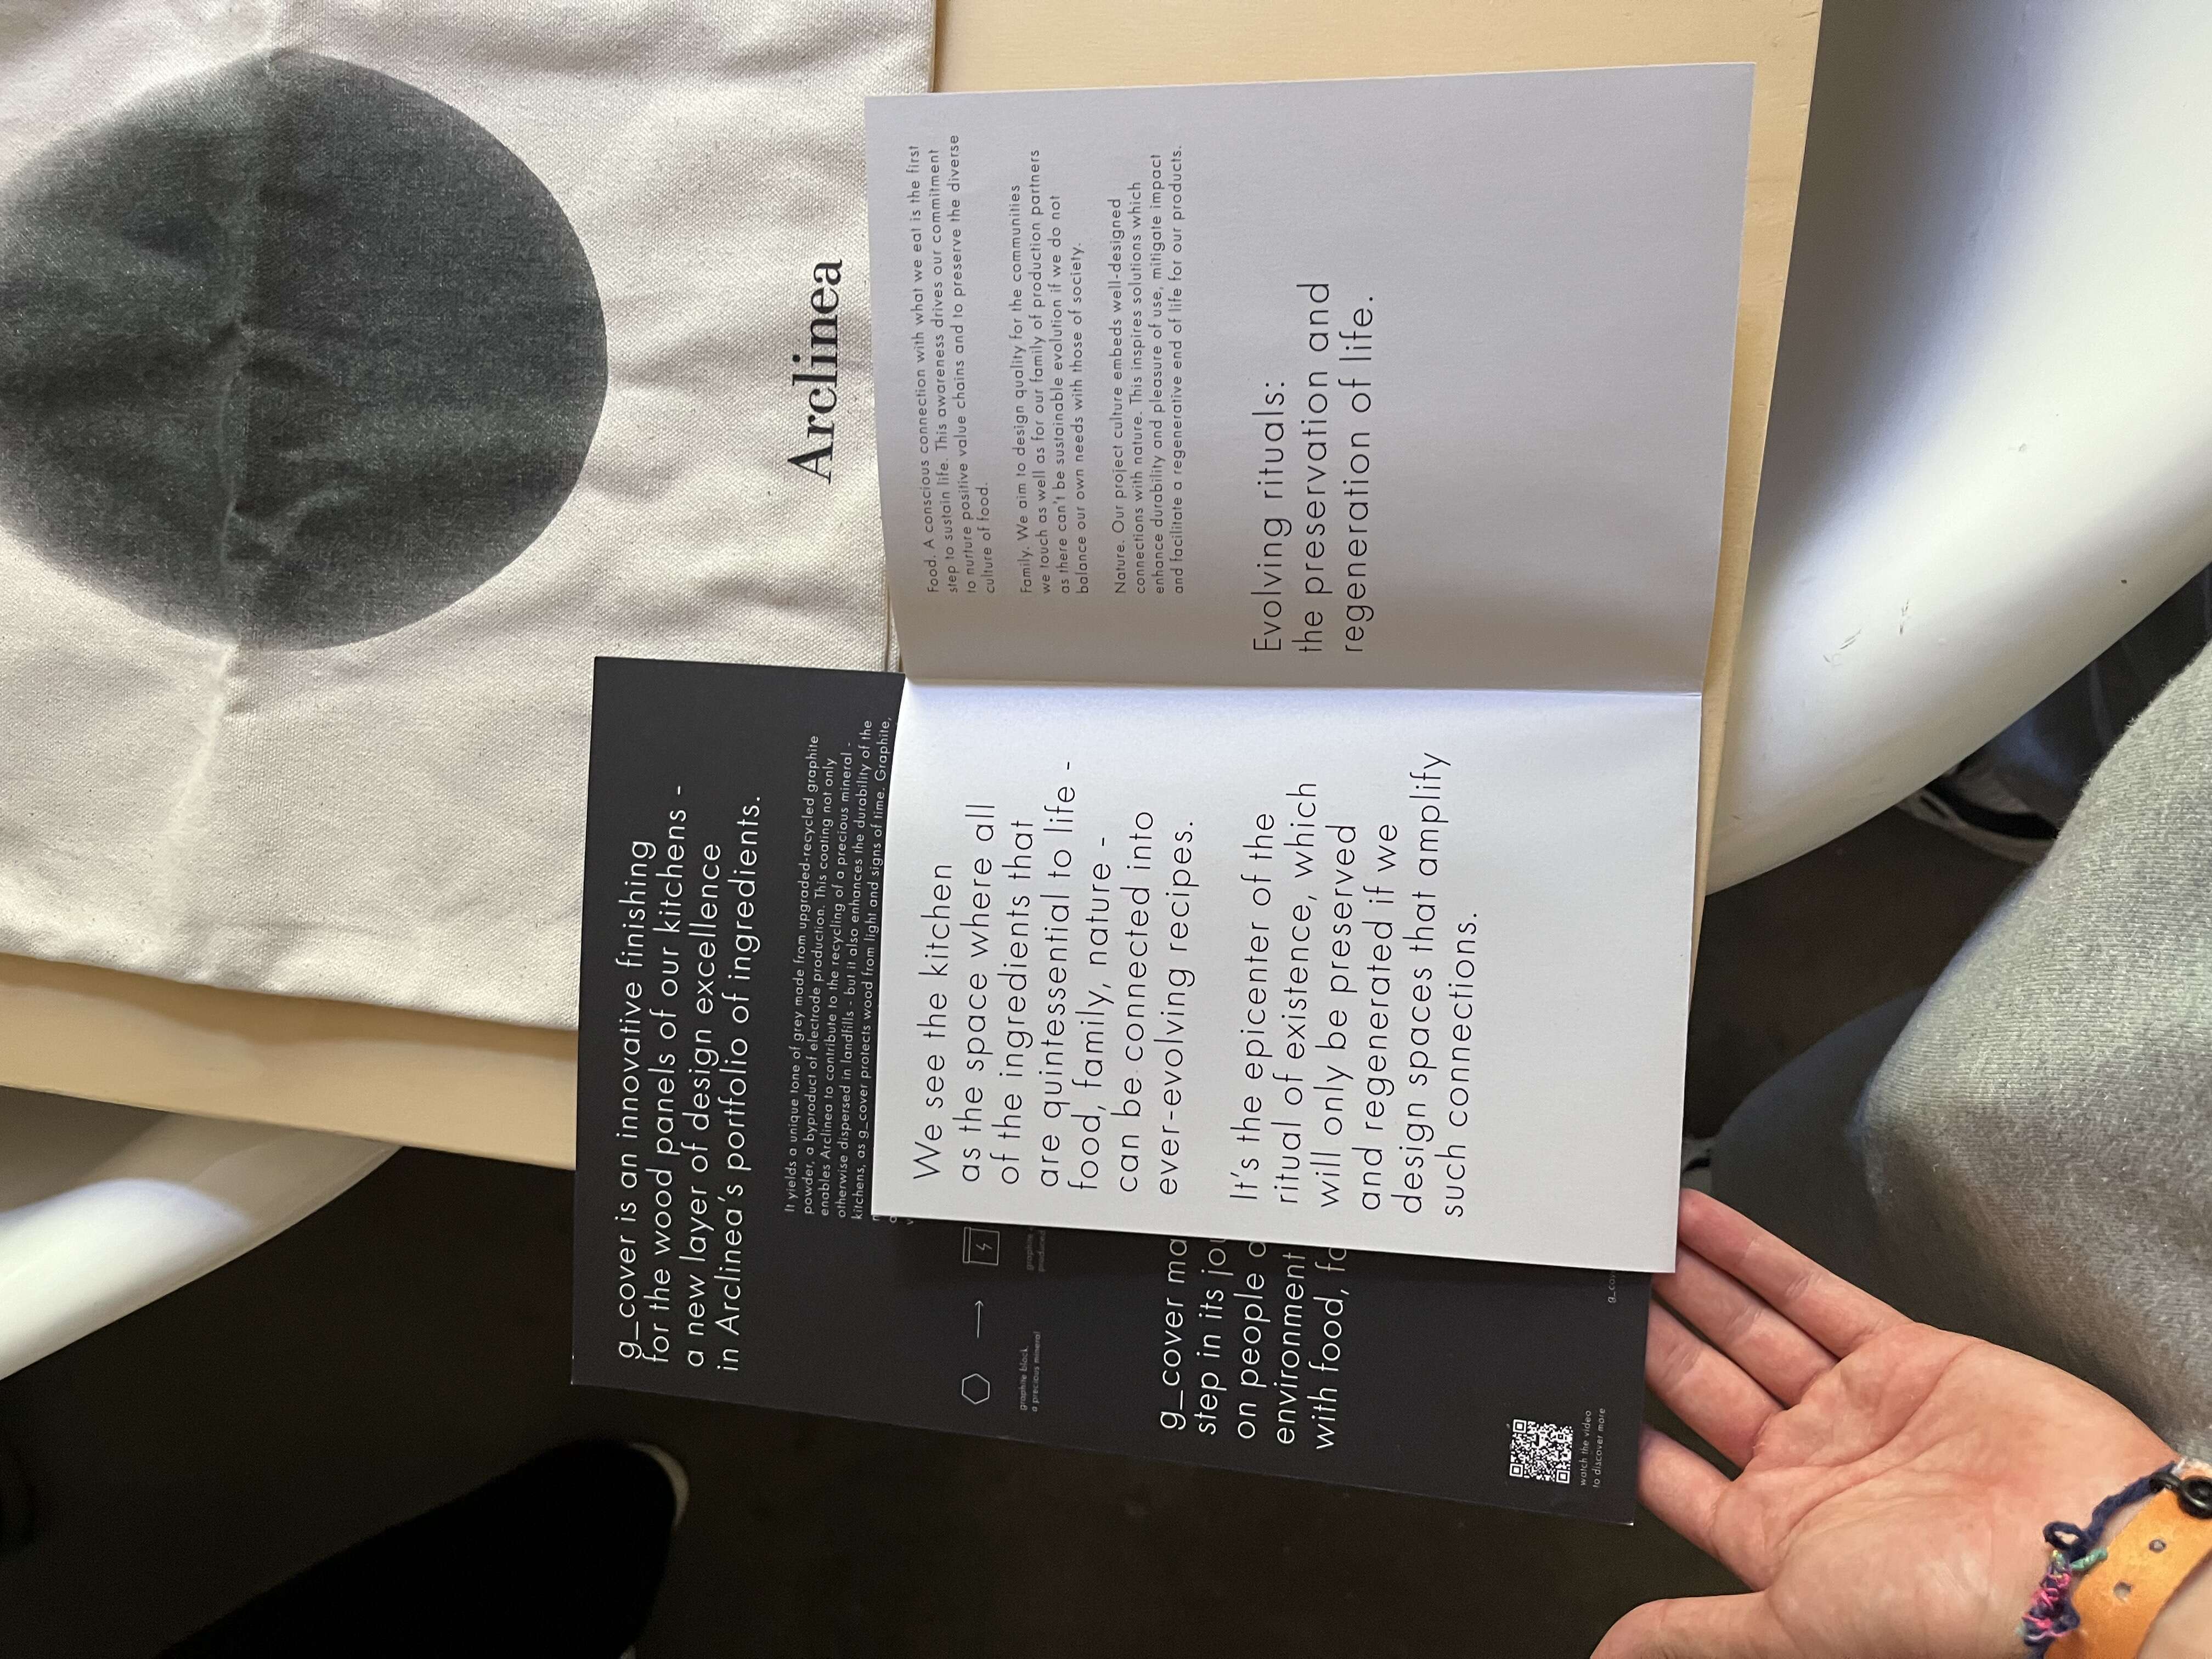 Arclinea
g_cover is an innovative finishing
for the wood panels of our kitchens -
a new layer of design excellence
in Arclinea's portfolio of ingredients.
It yields a unique tone of grey made from upgraded-recycled graphite
powder, a byproduct of electrode production. This coating not only
enables Arclinea to contribute to the recycling of a precious mineral -
otherwise dispersed in landfills - but it also enhances the durability of the
kitchens, as g_cover protects wood from light and signs of time. Graphite,
graphite block,
a precious mineral
graphite
produced
g_cover
step in its
on people
environment
with food,
watch the video
to discover more
We see the kitchen
as the space where all
of the ingredients that
are quintessential to life -
food, family, nature -
can be connected into
ever-evolving recipes.
It's the epicenter of the
ritual of existence, which
will only be preserved
and regenerated if we
design spaces that amplify
such connections.
Food. A conscious connection with what we eat is the first
step to sustain life. This awareness drives our commitment
to nurture positive value chains and to preserve the diverse
culture of food.
Family. We aim to design quality for the communities
we touch as well as for our family of production partners
as there can't be sustainable evolution if we do not
balance our own needs with those of society.
Nature. Our project culture embeds well-designed
connections with nature. This inspires solutions which
enhance durability and pleasure of use, mitigate impact
and facilitate a regenerative end of life for our products.
Evolving rituals:
the preservation and
regeneration of life.